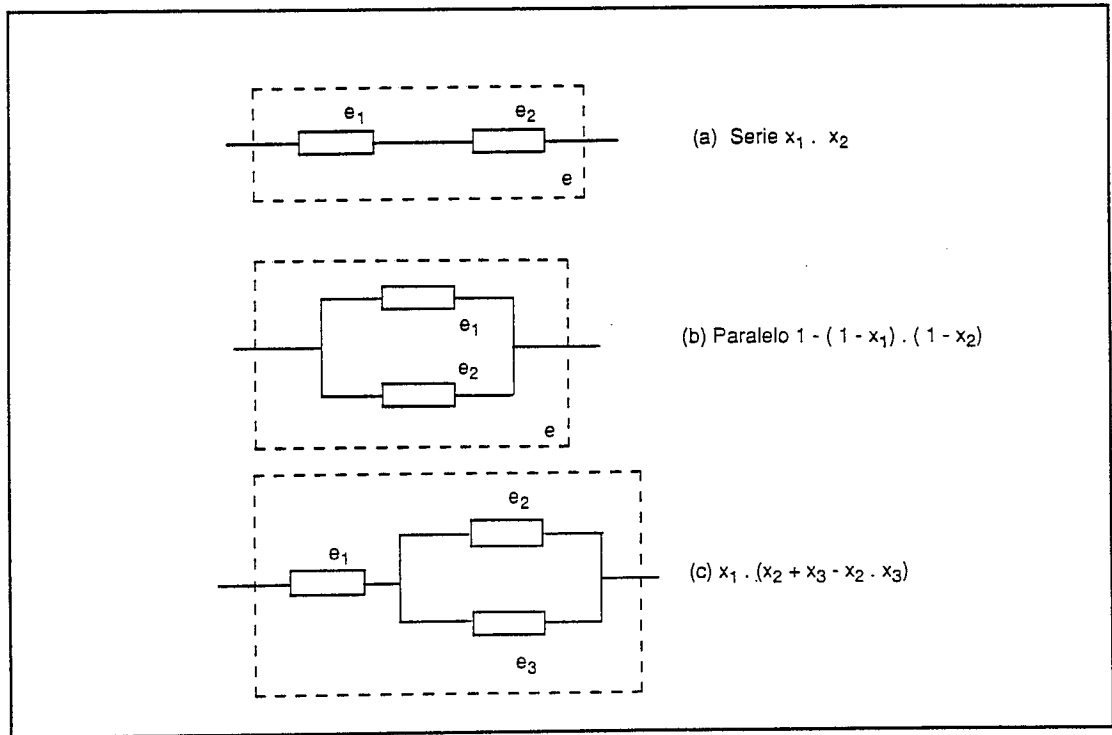 e1
e2
(a) Serie x1 . x2
e
e1
(b) Paralelo 1 - ( 1 - x1) . ( 1 - x2)
e2
e
e2
e1
(c) x1 . (x2 + x3 - x2 . x3)
e3